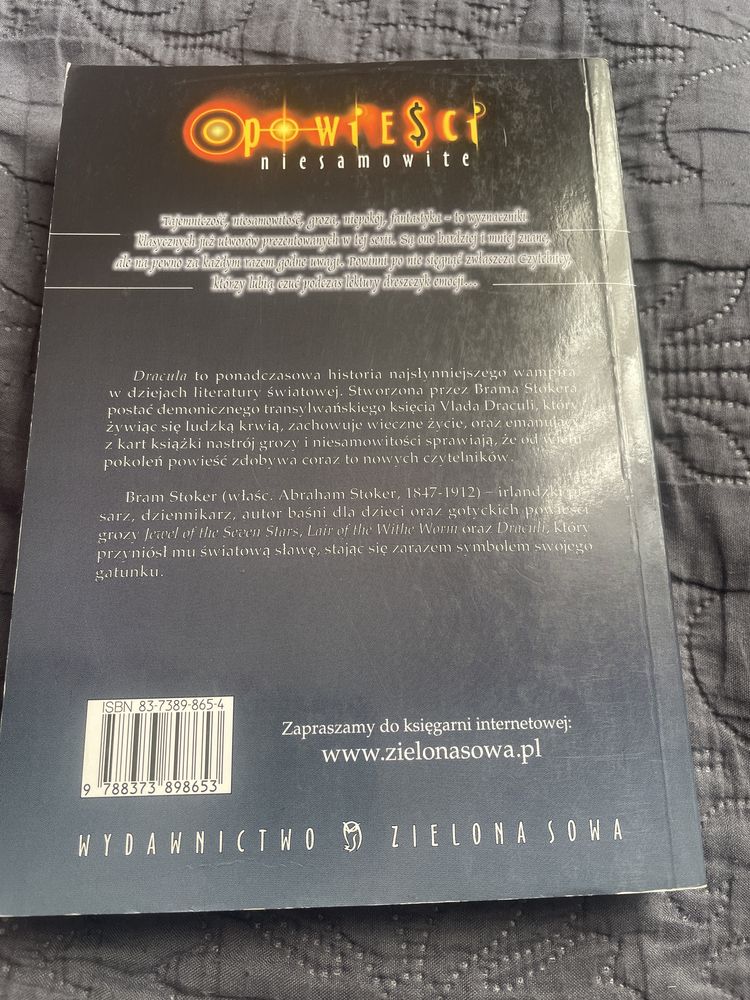 OpowiEŚci
niesamowite
Tajemniczość, niesamowitość, groza, niepokój, fantastyka – to wyznaczniki
klasycznych już utworów prezentowanych w tej serii. Są one bardziej i mniej znane,
ale na pewno za każdym razem godne uwagi. Powinni po nie sięgnąć zwłaszcza Czytelnicy,
którzy lubią czuć podczas lektury dreszczyk emocji...
Dracula to ponadczasowa historia najsłynniejszego wampira
w dziejach literatury światowej. Stworzona przez Brama Stokera
postać demonicznego transylwańskiego księcia Vlada Draculi, który
żywiąc się ludzką krwią, zachowuje wieczne życie, oraz emanujący
z kart książki nastrój grozy i niesamowitości sprawiają, że od wielu
pokoleń powieść zdobywa coraz to nowych czytelników.
Bram Stoker (właśc. Abraham Stoker, 1847-1912) – irlandzki pi-
sarz, dziennikarz, autor baśni dla dzieci oraz gotyckich powieści
grozy Jewel of the Seven Stars, Lair of the Withe Worm oraz Draculi, który
przyniósł mu światową sławę, stając się zarazem symbolem swojego
gatunku.
ISBN 83-7389-865-4
9 788373 898653
Zapraszamy do księgarni internetowej:
www.zielonasowa.pl
WYDAWNICTWO ZIELONA SOWA